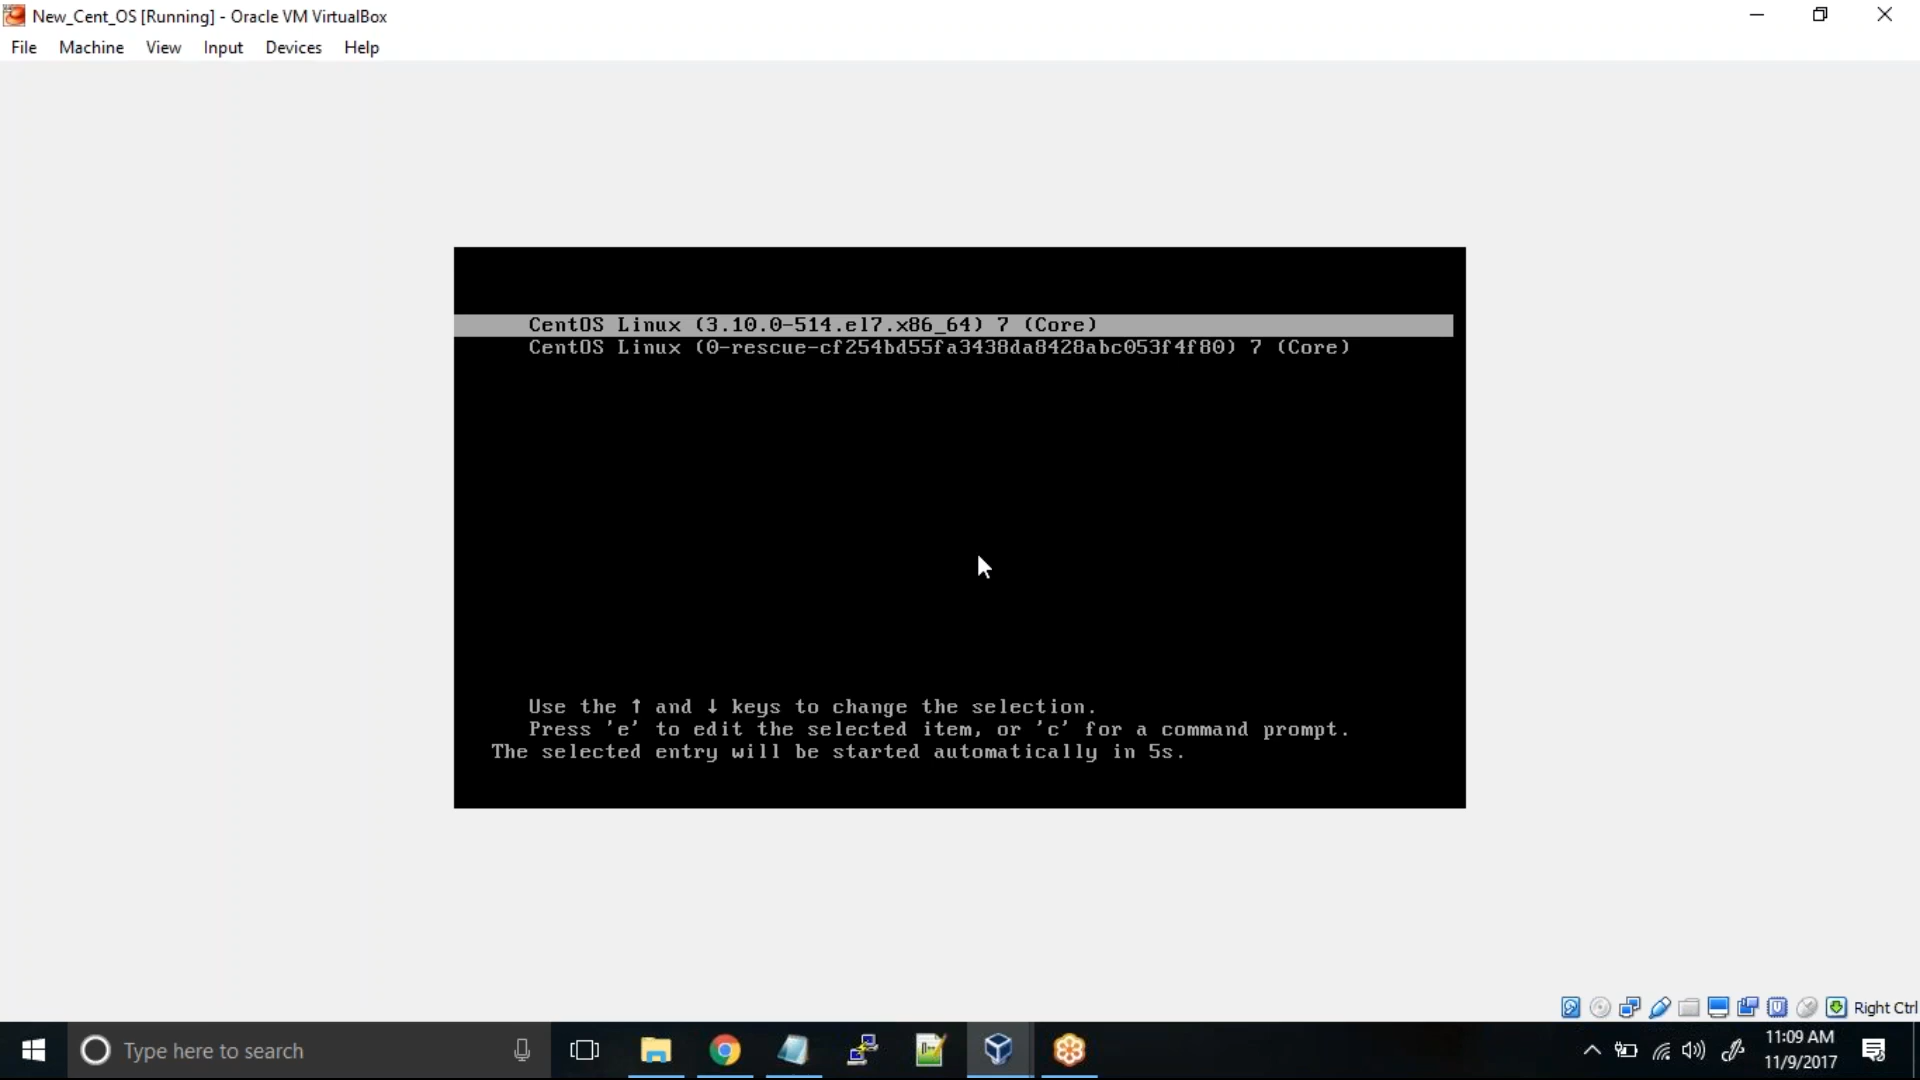 New_Cent_OS [Running] - Oracle VM VirtualBox
File Machine View Input Devices Help
CentOS Linux (3.10.0-514.el7.x86_64) 7 (Core)
CentOS Linux (0-rescue-cf254bd55fa3438da8428abc053f4f80) 7 (Core)
Use the ↑ and ↓ keys to change the selection.
Press 'e' to edit the selected item, or 'c' for a command prompt.
The selected entry will be started automatically in 5s.
Right Ctrl
Type here to search
11:09 AM
11/9/2017